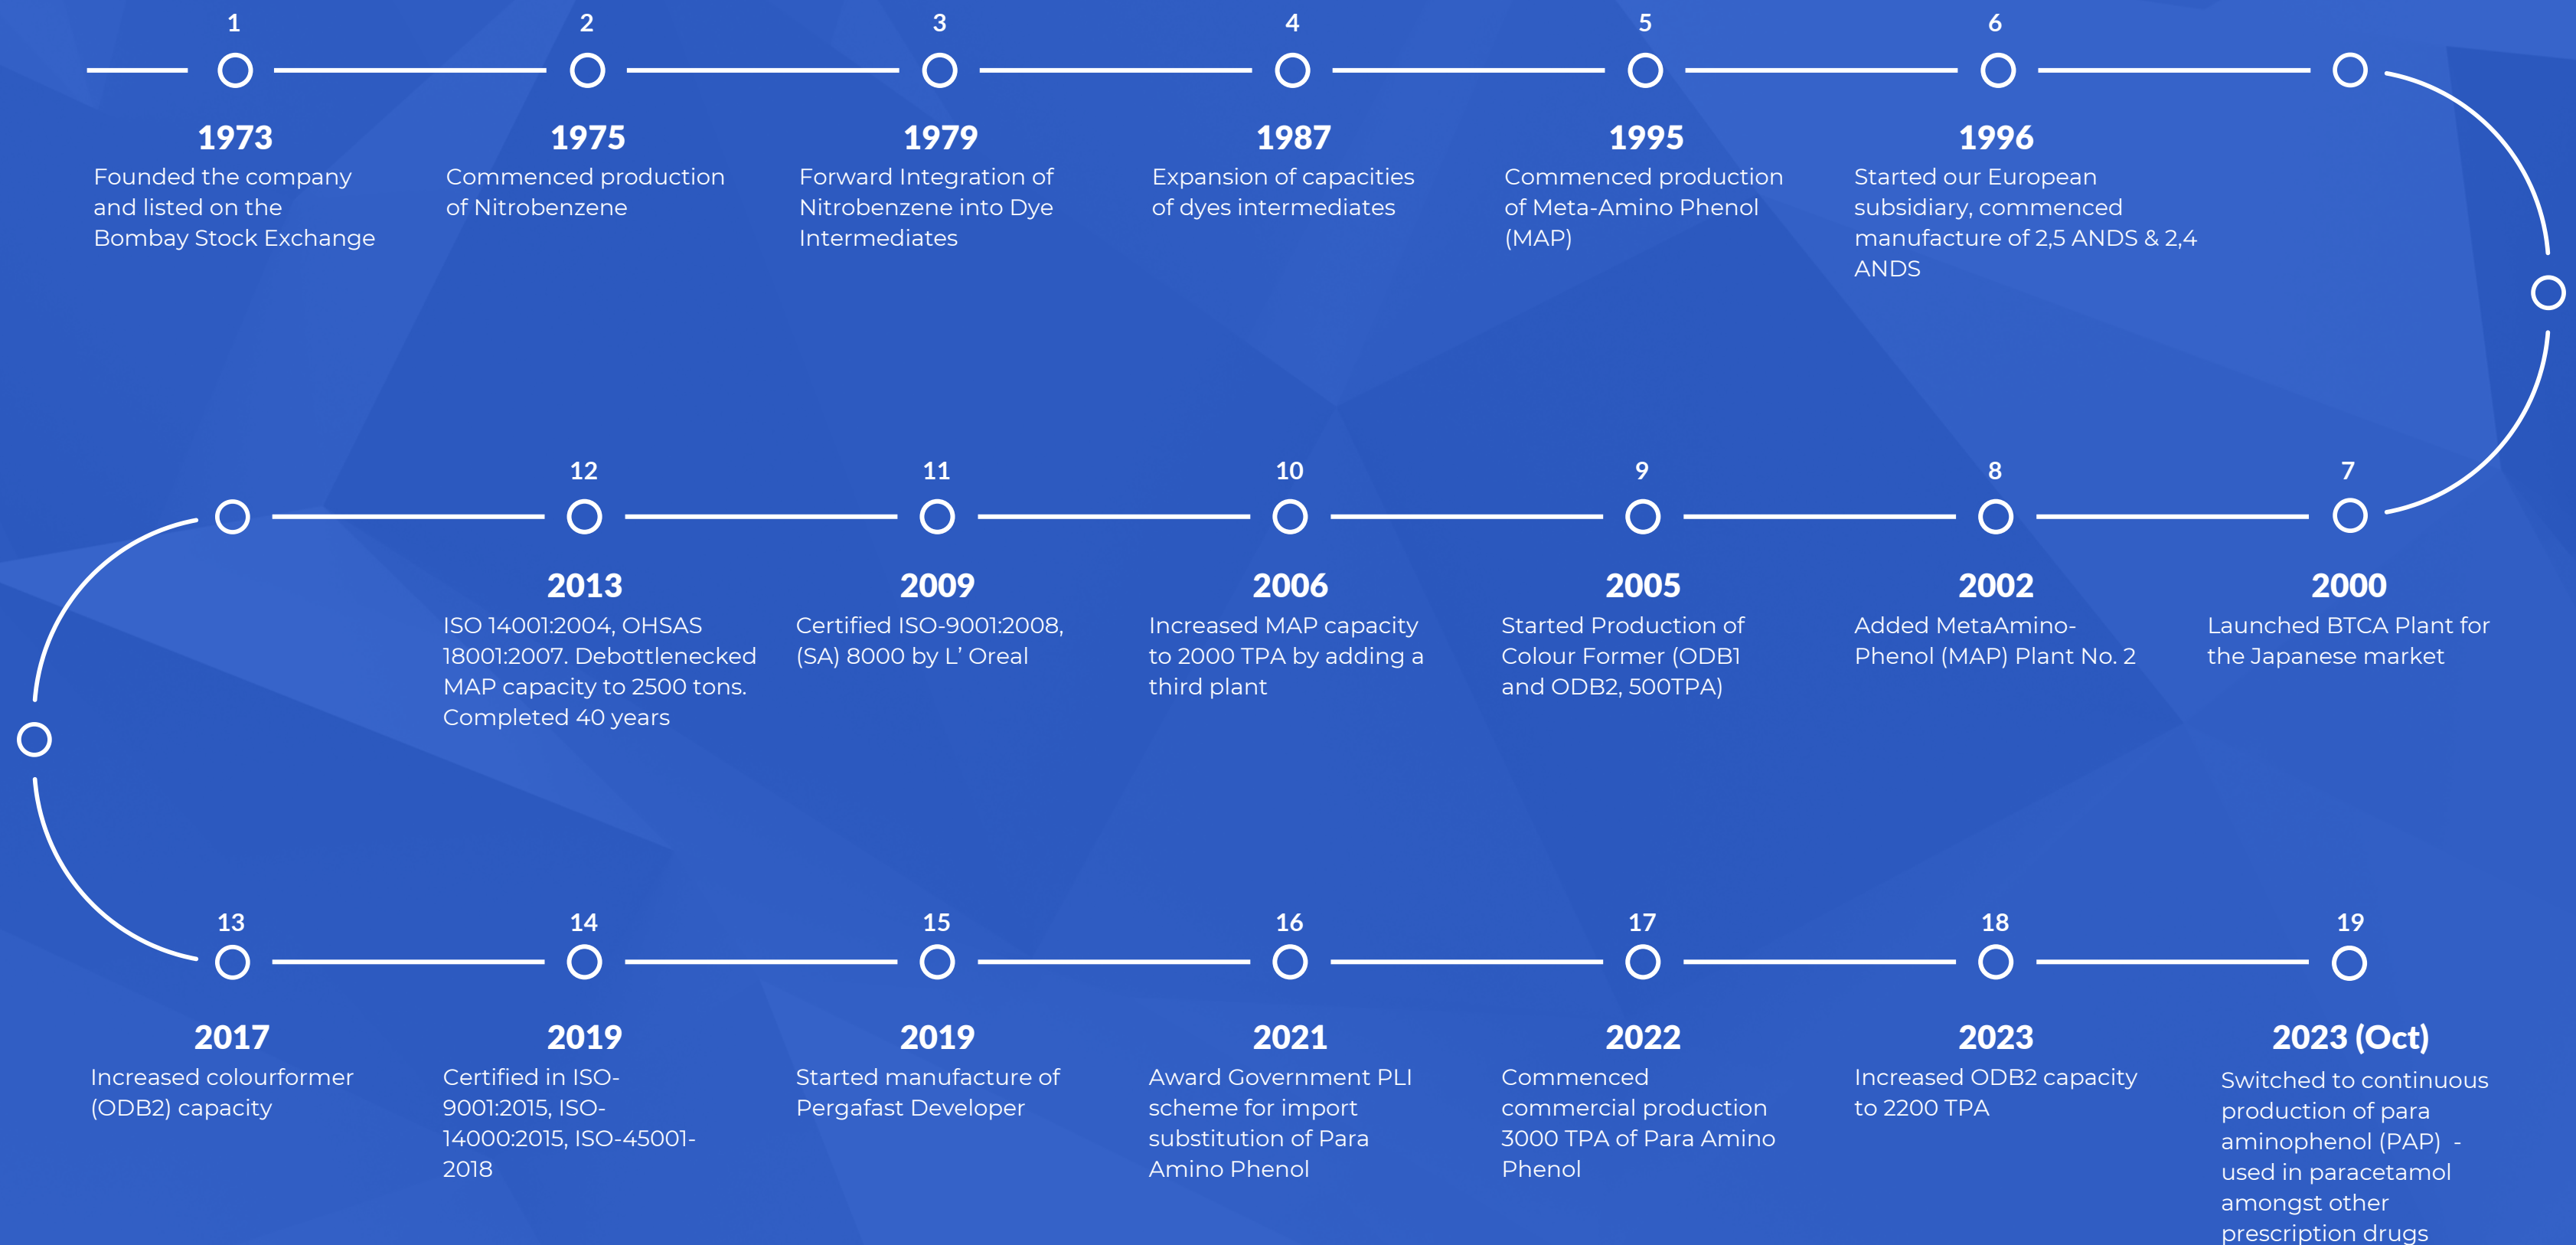 1
1973
Founded the company
and listed on the
Bombay Stock Exchange
2
1975
Commenced production
of Nitrobenzene
3
1979
Forward Integration of
Nitrobenzene into Dye
Intermediates
4
1987
Expansion of capacities
of dyes intermediates
5
1995
Commenced production
of Meta-Amino Phenol
(MAP)
6
1996
Started our European
subsidiary, commenced
manufacture of 2,5 ANDS & 2,4
ANDS
7
2000
Launched BTCA Plant for
the Japanese market
8
2002
Added MetaAmino-
Phenol (MAP) Plant No. 2
9
2005
Started Production of
Colour Former (ODB1
and ODB2, 500TPA)
10
2006
Increased MAP capacity
to 2000 TPA by adding a
third plant
11
2009
Certified ISO-9001:2008,
(SA) 8000 by L’ Oreal
12
2013
ISO 14001:2004, OHSAS
18001:2007. Debottlenecked
MAP capacity to 2500 tons.
Completed 40 years
13
2017
Increased colourformer
(ODB2) capacity
14
2019
Certified in ISO-
9001:2015, ISO-
14000:2015, ISO-45001-
2018
15
2019
Started manufacture of
Pergafast Developer
16
2021
Award Government PLI
scheme for import
substitution of Para
Amino Phenol
17
2022
Commenced
commercial production
3000 TPA of Para Amino
Phenol
18
2023
Increased ODB2 capacity
to 2200 TPA
19
2023 (Oct)
Switched to continuous
production of para
aminophenol (PAP)  -
used in paracetamol
amongst other
prescription drugs